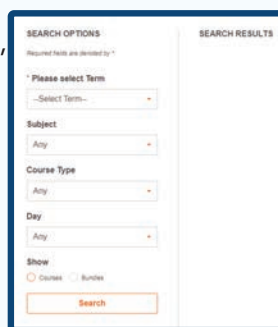 SEARCH OPTIONS
SEARCH RESULTS
Required fields are denoted by *
* Please select Term
--Select Term--
Subject
Any
Course Type
Any
Day
Any
Show
Courses Bundles
Search